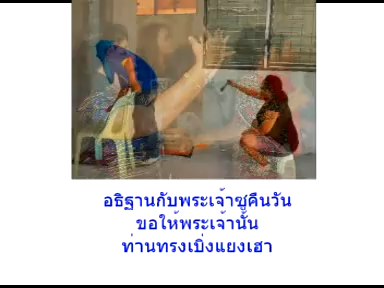 อธิฐานกับพระเจ้าซูคืนวัน
ขอให้พระเจ้านั้น
ท่านทรงเบิ่งแยงเฮา